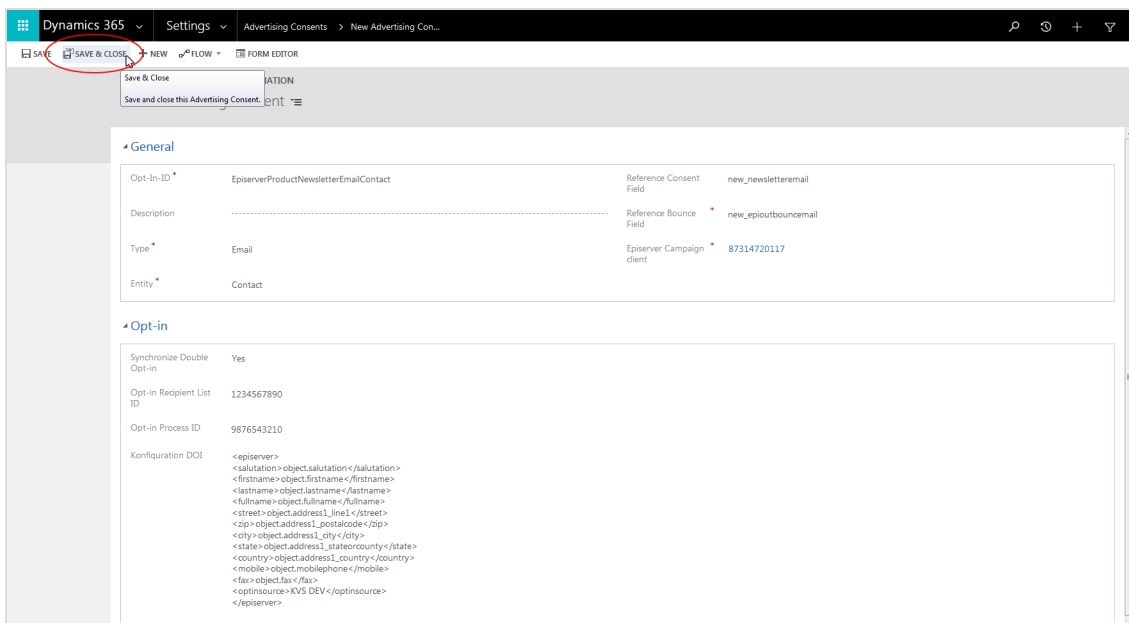 Dynamics 365 Settings Advertising Consents > New Advertising Con...
SAVE SAVE & CLOSE + NEW FLOW FORM EDITOR
Save & Close
Save and close this Advertising Consent.
General
Opt-In-ID * EpiserverProductNewsletterEmailContact
Reference Consent
Field
new_newsletteremail
Description
Reference Bounce *
Field
new_epioutbouncemail
Type * Email
Episerver Campaign *
client
87314720117
Entity * Contact
Opt-in
Synchronize Double
Opt-in
Yes
Opt-in Recipient List
ID
1234567890
Opt-in Process ID 9876543210
Konfiguration DOI
<episerver>
<salutation>object.salutation</salutation>
<firstname>object.firstname</firstname>
<lastname>object.lastname</lastname>
<fullname>object.fullname</fullname>
<street>object.address1_line1</street>
<zip>object.address1_postalcode</zip>
<city>object.address1_city</city>
<state>object.address1_stateorcounty</state>
<country>object.address1_country</country>
<mobile>object.mobilephone</mobile>
<fax>object.fax</fax>
<optinsource>KVS DEV</optinsource>
</episerver>